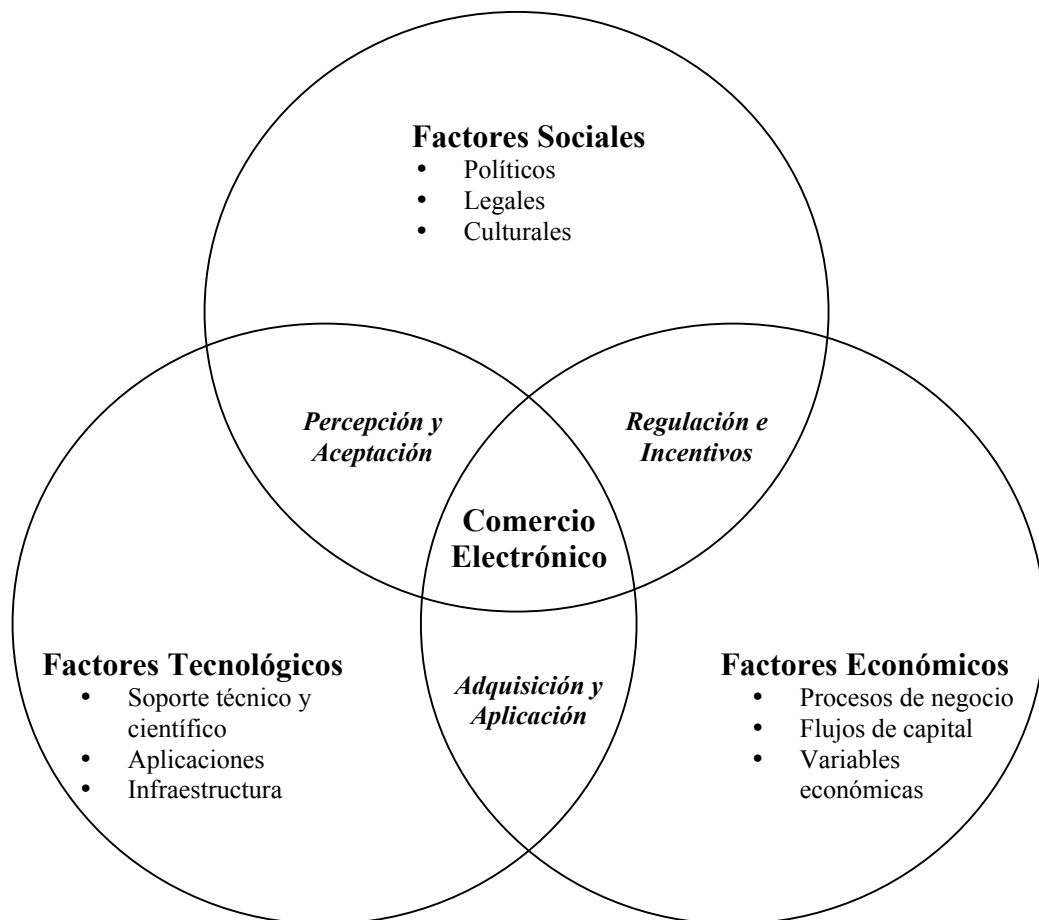 Factores Sociales
• Políticos
• Legales
• Culturales
Percepción y
Aceptación
Regulación e
Incentivos
Comercio
Electrónico
Factores Tecnológicos
• Soporte técnico y
científico
• Aplicaciones
• Infraestructura
Adquisición y
Aplicación
Factores Económicos
• Procesos de negocio
• Flujos de capital
• Variables
económicas